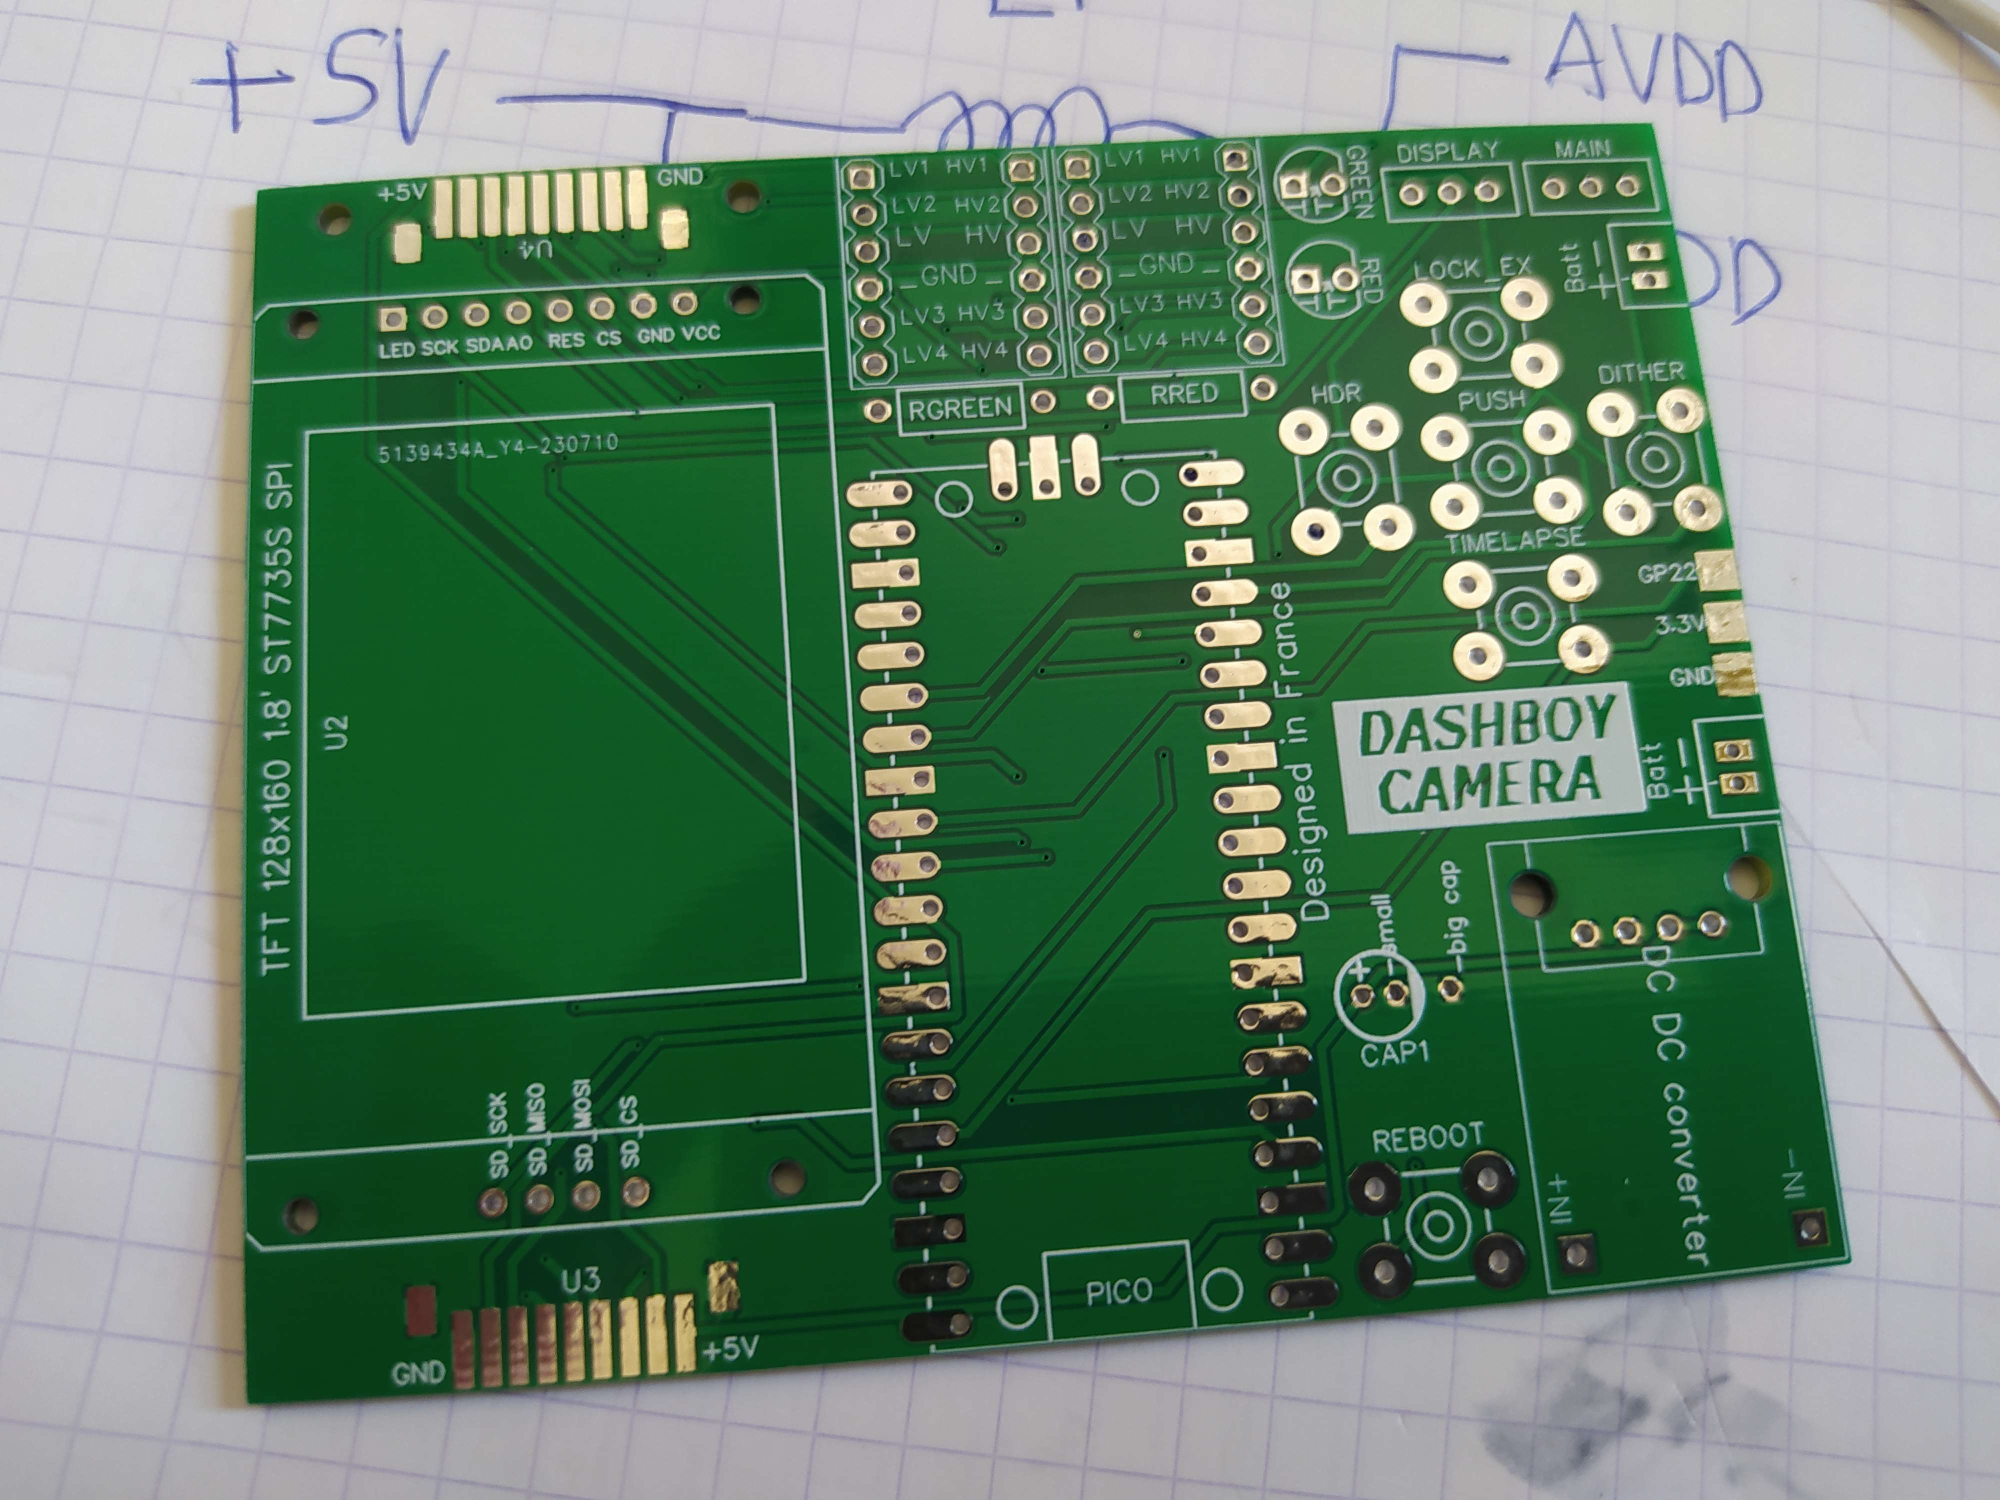 +5V
AVDD
DD
+5V
GND
U4
LED SCK SDA AO RES CS GND VCC
5139434A_Y4-230710
TFT 128x160 1.8' ST7735S SPI
U2
LV1 HV1
LV2 HV2
LV HV
GND
LV3 HV3
LV4 HV4
LV1 HV1
LV2 HV2
LV HV
GND
LV3 HV3
LV4 HV4
RGREEN
RRED
GREEN
RED
DISPLAY
MAIN
Batt
- +
LOCK_EX
HDR
PUSH
DITHER
TIMELAPSE
GP22
3.3V
GND
Designed in France
DASHBOY
CAMERA
Batt
- +
+
-small
-big cap
CAP1
DC DC converter
IN+
IN-
REBOOT
PICO
SD_SCK
SD_MISO
SD_MOSI
SD_CS
U3
GND
+5V